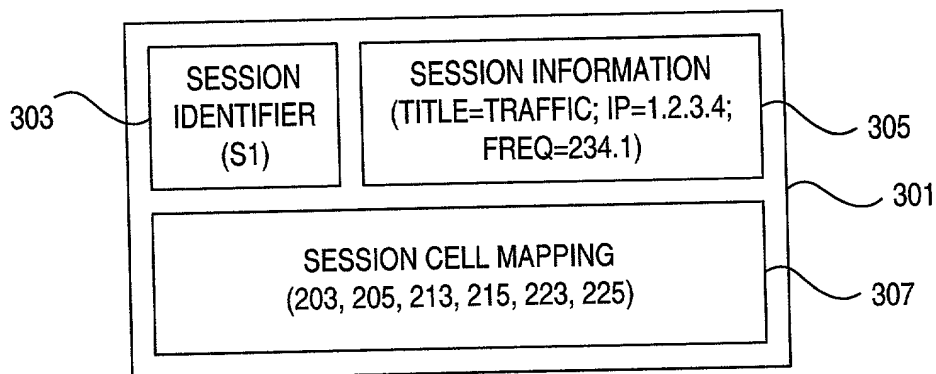 SESSION
IDENTIFIER
(S1)
SESSION INFORMATION
(TITLE=TRAFFIC; IP=1.2.3.4;
FREQ=234.1)
303
305
301
SESSION CELL MAPPING
(203, 205, 213, 215, 223, 225)
307